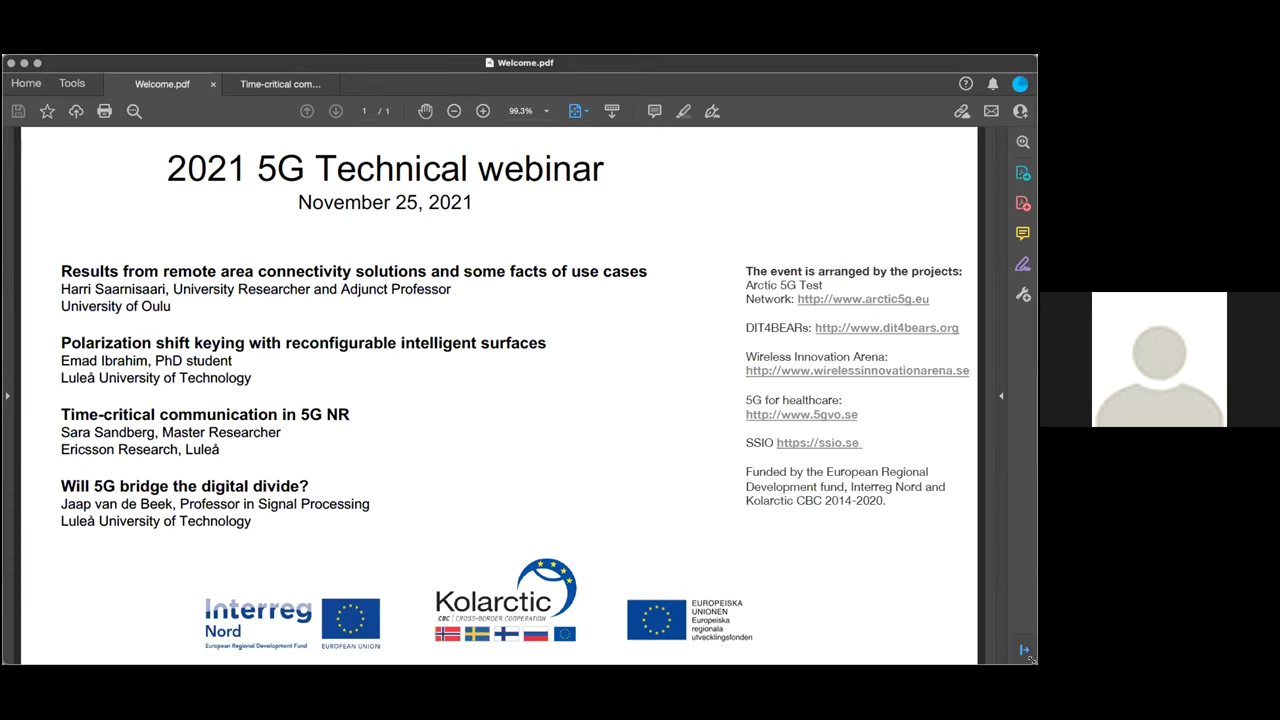 Welcome.pdf
Home
Tools
Welcome.pdf
×
Time-critical com...
1 / 1
99.3%
2021 5G Technical webinar
November 25, 2021
Results from remote area connectivity solutions and some facts of use cases
Harri Saarnisaari, University Researcher and Adjunct Professor
University of Oulu
Polarization shift keying with reconfigurable intelligent surfaces
Emad Ibrahim, PhD student
Luleå University of Technology
Time-critical communication in 5G NR
Sara Sandberg, Master Researcher
Ericsson Research, Luleå
Will 5G bridge the digital divide?
Jaap van de Beek, Professor in Signal Processing
Luleå University of Technology
The event is arranged by the projects:
Arctic 5G Test
Network: http://www.arctic5g.eu
DIT4BEARs: http://www.dit4bears.org
Wireless Innovation Arena:
http://www.wirelessinnovationarena.se
5G for healthcare:
http://www.5gvo.se
SSIO https://ssio.se
Funded by the European Regional
Development fund, Interreg Nord and
Kolarctic CBC 2014-2020.
Interreg
Nord
European Regional Development Fund
EUROPEAN UNION
Kolarctic
CBC | CROSS-BORDER COOPERATION
EUROPEISKA
UNIONEN
Europeiska
regionala
utvecklingsfonden